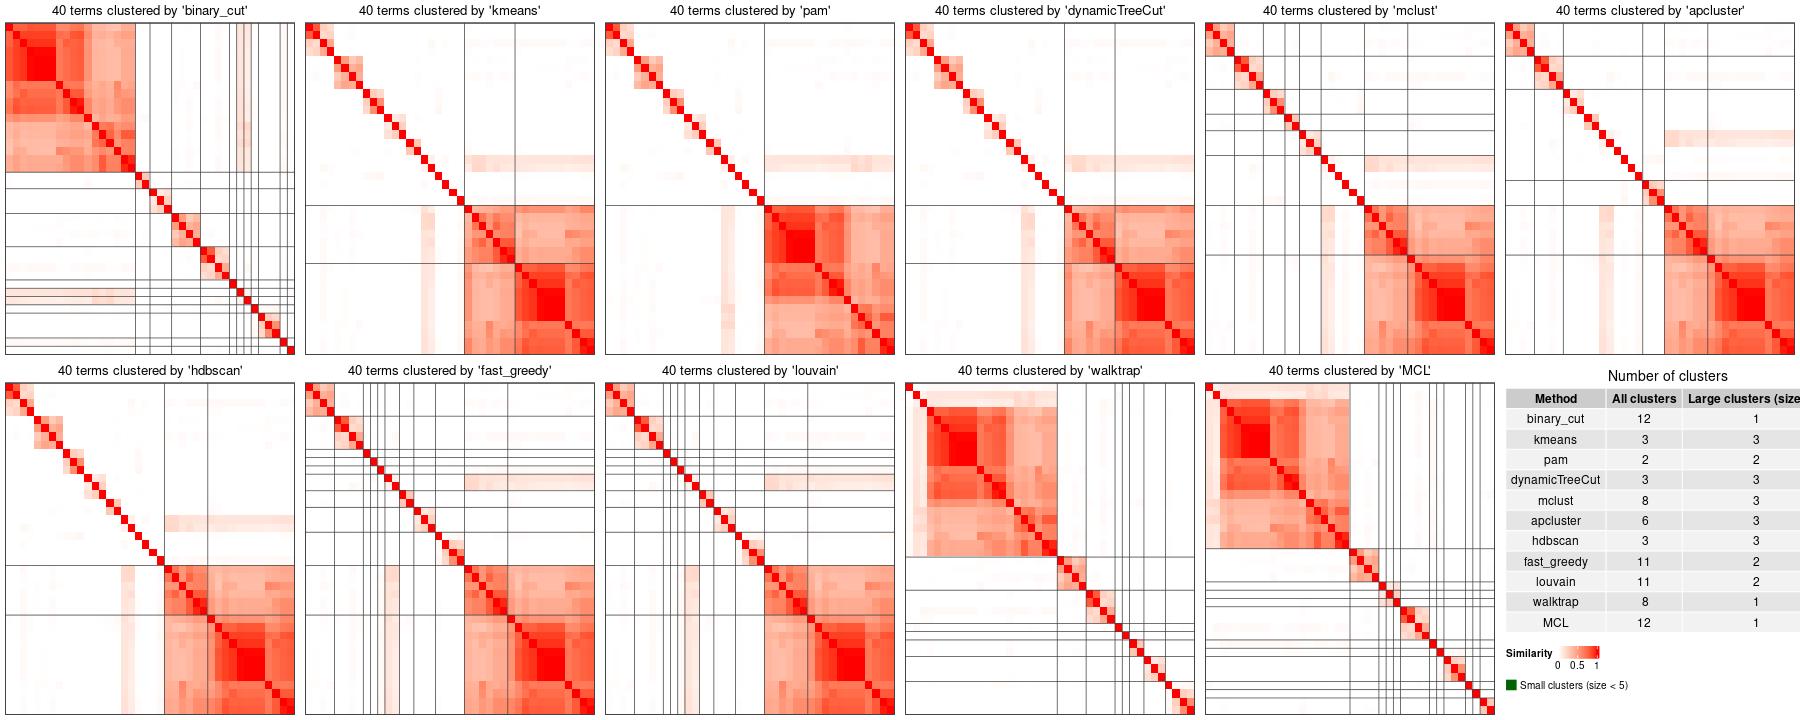 40 terms clustered by 'binary_cut'
40 terms clustered by 'kmeans'
40 terms clustered by 'pam'
40 terms clustered by 'dynamicTreeCut'
40 terms clustered by 'mclust'
40 terms clustered by 'apcluster'
40 terms clustered by 'hdbscan'
40 terms clustered by 'fast_greedy'
40 terms clustered by 'louvain'
40 terms clustered by 'walktrap'
40 terms clustered by 'MCL'
Number of clusters
Method All clusters Large clusters (size
binary_cut 12 1
kmeans 3 3
pam 2 2
dynamicTreeCut 3 3
mclust 8 3
apcluster 6 3
hdbscan 3 3
fast_greedy 11 2
louvain 11 2
walktrap 8 1
MCL 12 1
Similarity
0 0.5 1
Small clusters (size < 5)